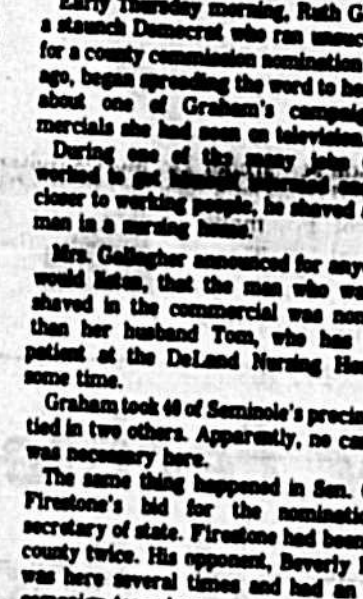 Early Thursday morning, Ruth G
a staunch Democrat who ran unsuc
for a county commission nomination
ago, began spreading the word to he
about one of Graham's campai
mercials she had seen on television
During one of the many jobs
worked to get himself informed an
closer to working people, he shaved
man in a nursing home."
Mrs. Gallagher announced for any
would listen, that the man who wa
shaved in the commercial was non
than her husband Tom, who has
patient at the DeLand Nursing Ho
some time.
Graham took 40 of Seminole's precin
tied in two others. Apparently, no ca
was necessary here.
The same thing happened in Sen.
Firestone's bid for the nominatio
secretary of state. Firestone had been
county twice. His opponent, Beverly
was here several times and had an